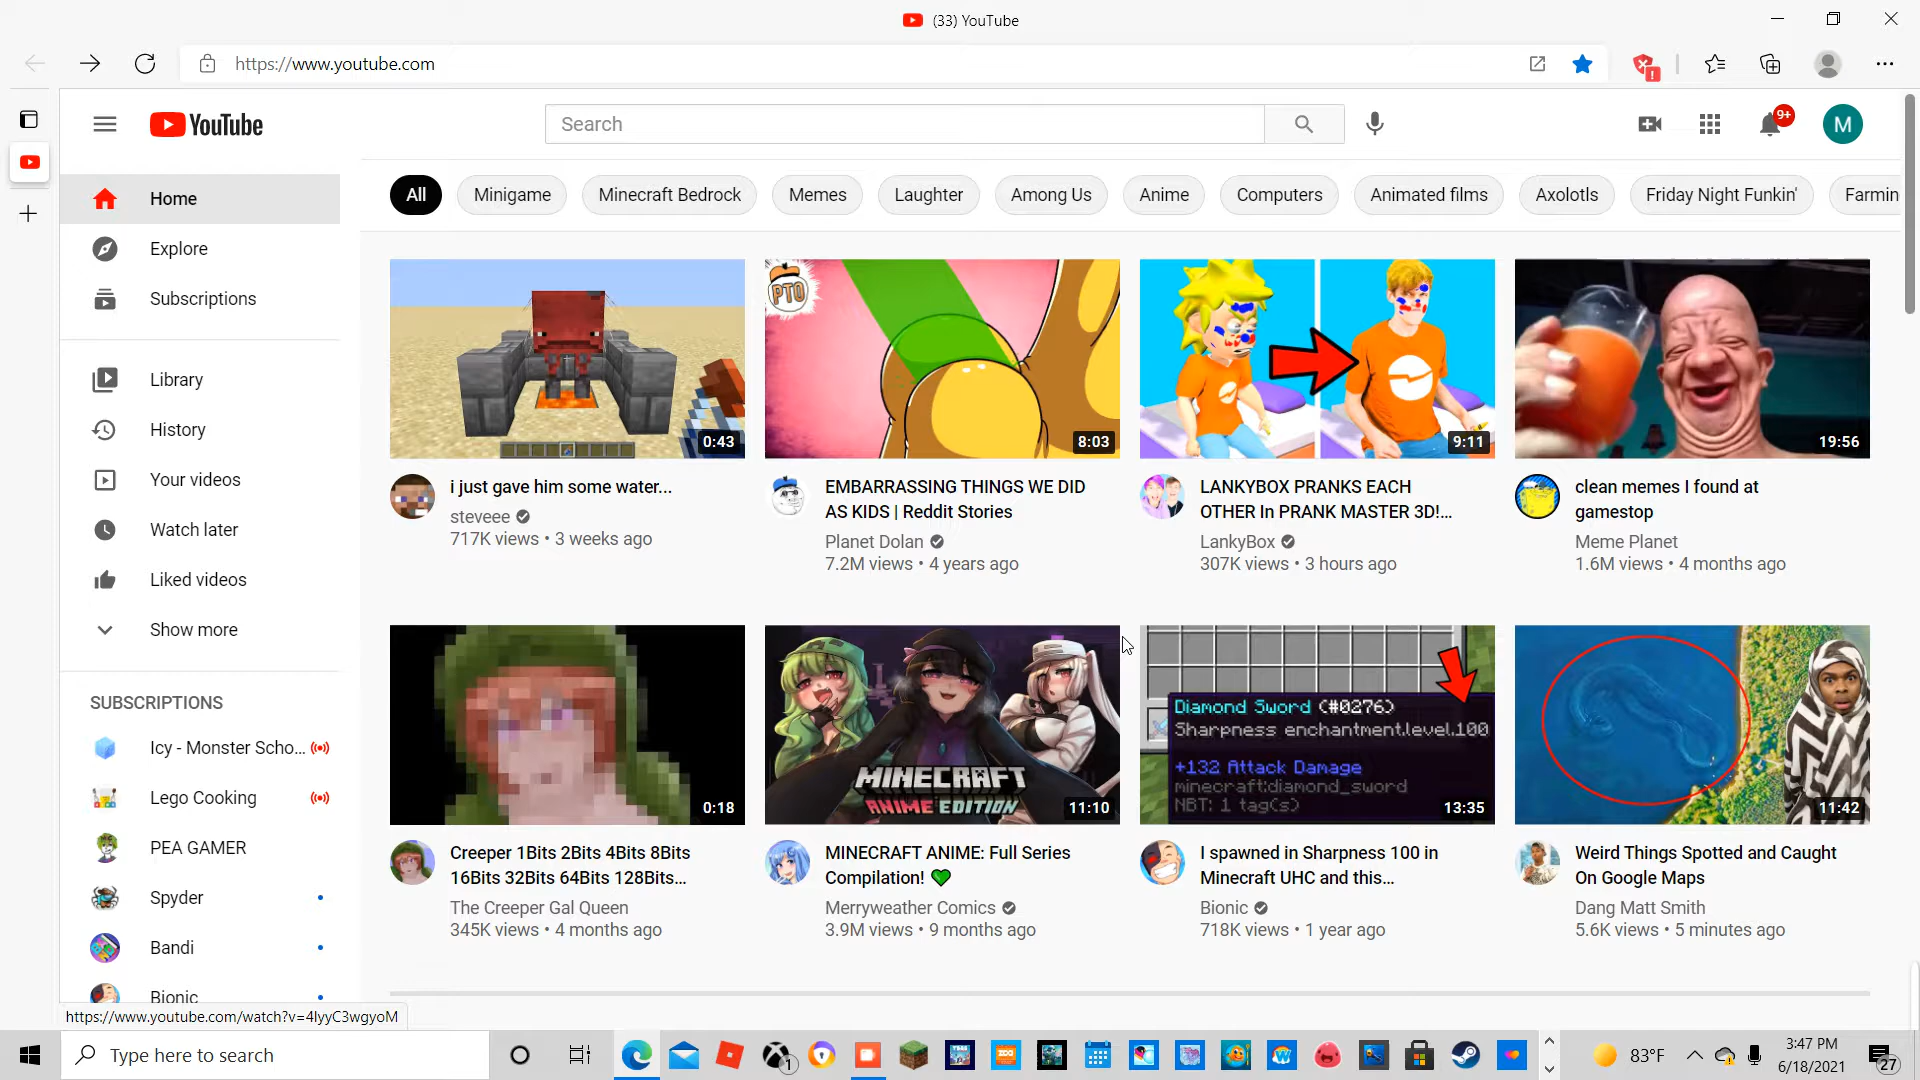 (33) YouTube
https://www.youtube.com
YouTube
Search
9+
M
All
Minigame
Minecraft Bedrock
Memes
Laughter
Among Us
Anime
Computers
Animated films
Axolotls
Friday Night Funkin'
Farmin
Home
Explore
Subscriptions
Library
History
Your videos
Watch later
Liked videos
Show more
SUBSCRIPTIONS
Icy - Monster Scho...
Lego Cooking
PEA GAMER
Spyder
Bandi
Bionic
0:43
i just gave him some water...
steveee
717K views • 3 weeks ago
PTO
8:03
EMBARRASSING THINGS WE DID
AS KIDS | Reddit Stories
Planet Dolan
7.2M views • 4 years ago
9:11
LANKYBOX PRANKS EACH
OTHER In PRANK MASTER 3D!...
LankyBox
307K views • 3 hours ago
19:56
clean memes I found at
gamestop
Meme Planet
1.6M views • 4 months ago
0:18
Creeper 1Bits 2Bits 4Bits 8Bits
16Bits 32Bits 64Bits 128Bits...
The Creeper Gal Queen
345K views • 4 months ago
MINECRAFT
ANIME EDITION
11:10
MINECRAFT ANIME: Full Series
Compilation! 💚
Merryweather Comics
3.9M views • 9 months ago
Diamond Sword (#0276)
Sharpness enchantment.level.100
+132 Attack Damage
minecraft:diamond_sword
NBT: 1 tag(s)
13:35
I spawned in Sharpness 100 in
Minecraft UHC and this...
Bionic
718K views • 1 year ago
11:42
Weird Things Spotted and Caught
On Google Maps
Dang Matt Smith
5.6K views • 5 minutes ago
https://www.youtube.com/watch?v=4lyyC3wgyoM
Type here to search
1
83°F
3:47 PM
6/18/2021
27